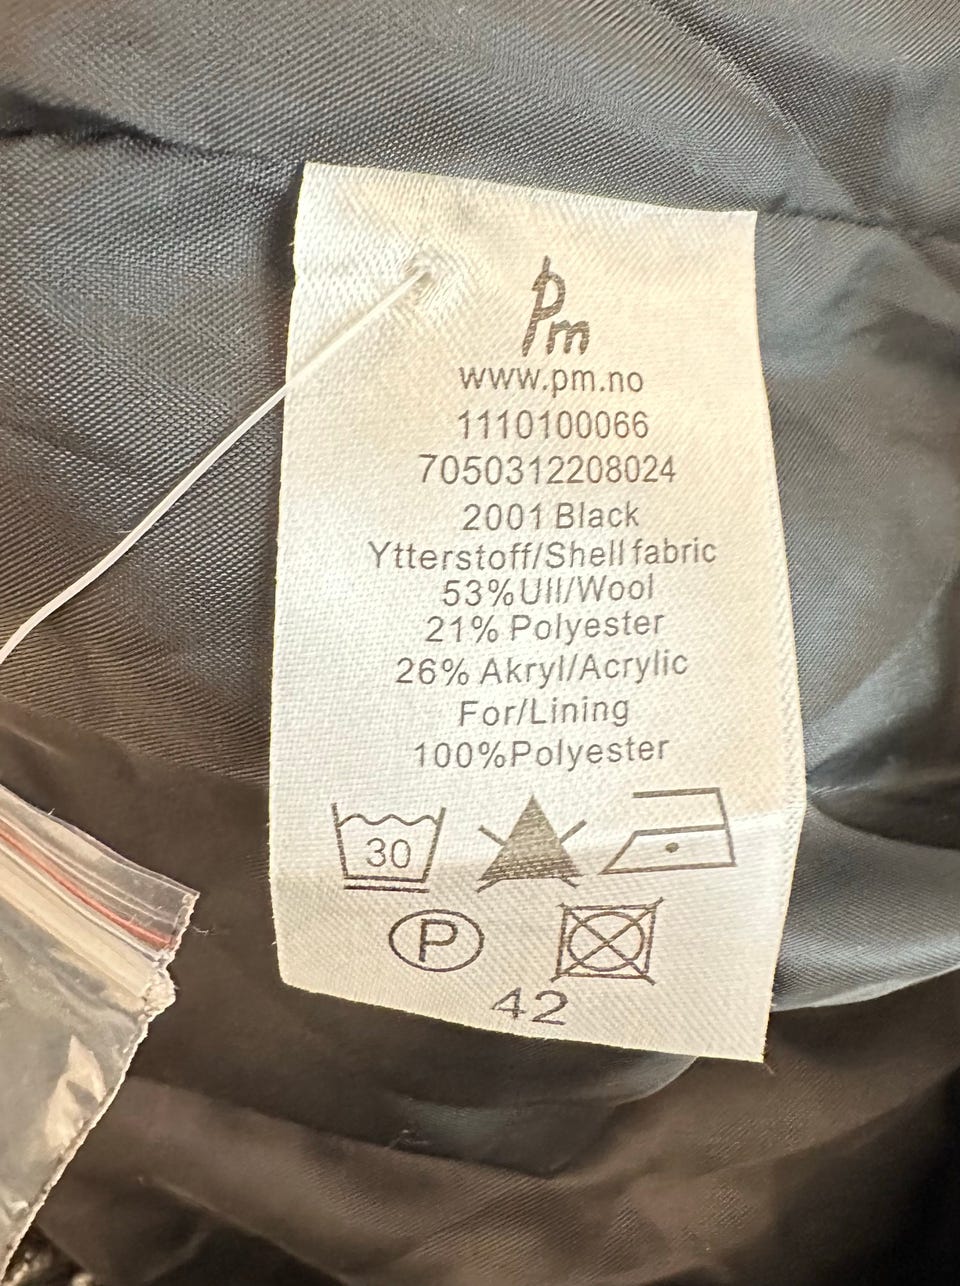 Pm
www.pm.no
1110100066
7050312208024
2001 Black
Ytterstoff/Shell fabric
53% Ull/Wool
21% Polyester
26% Akryl/Acrylic
For/Lining
100%Polyester
30
P
42